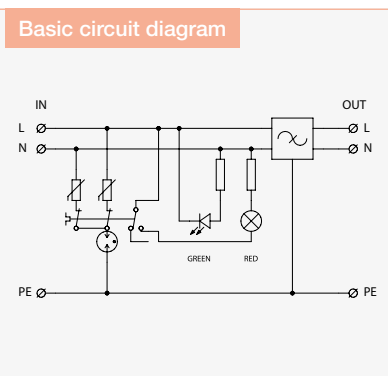 Basic circuit diagram
IN OUT
L L
N N
GREEN RED
PE PE